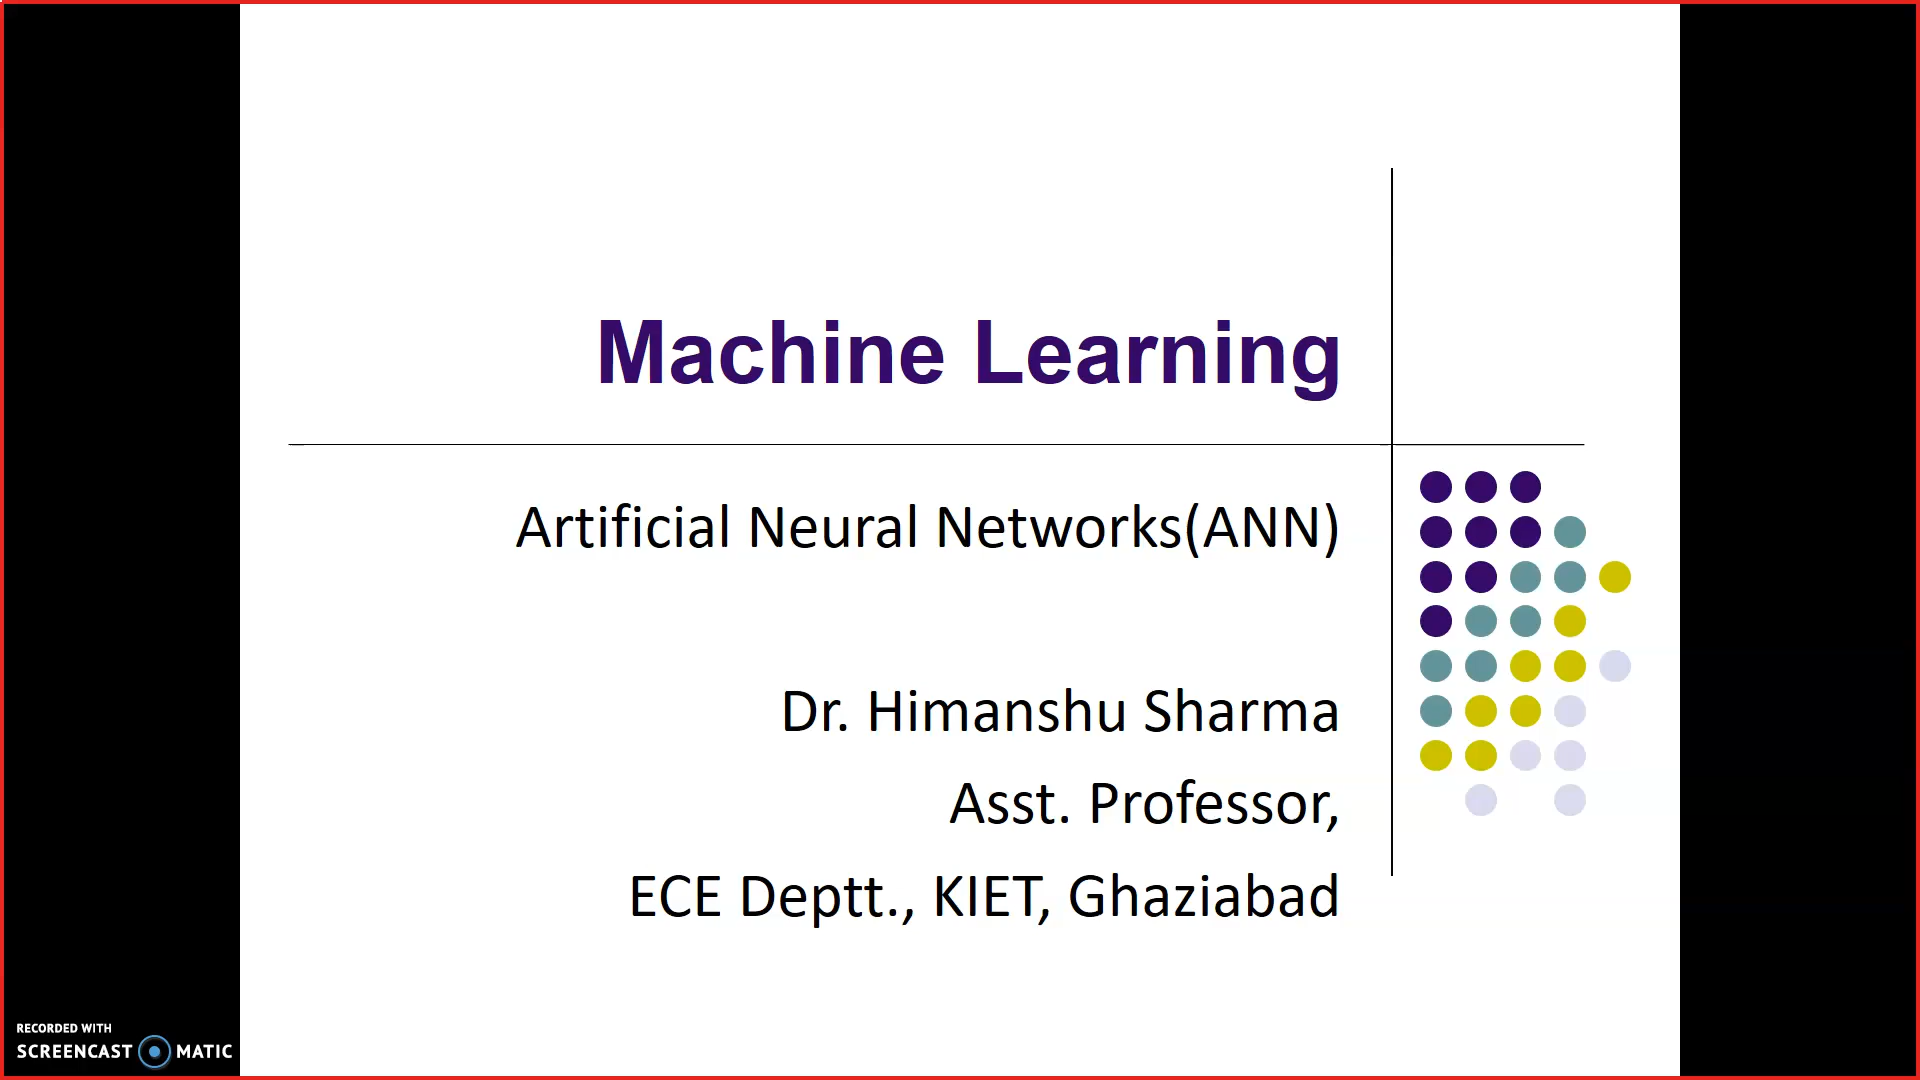 Machine Learning
Artificial Neural Networks(ANN)
Dr. Himanshu Sharma
Asst. Professor,
ECE Deptt., KIET, Ghaziabad
RECORDED WITH
SCREENCAST MATIC